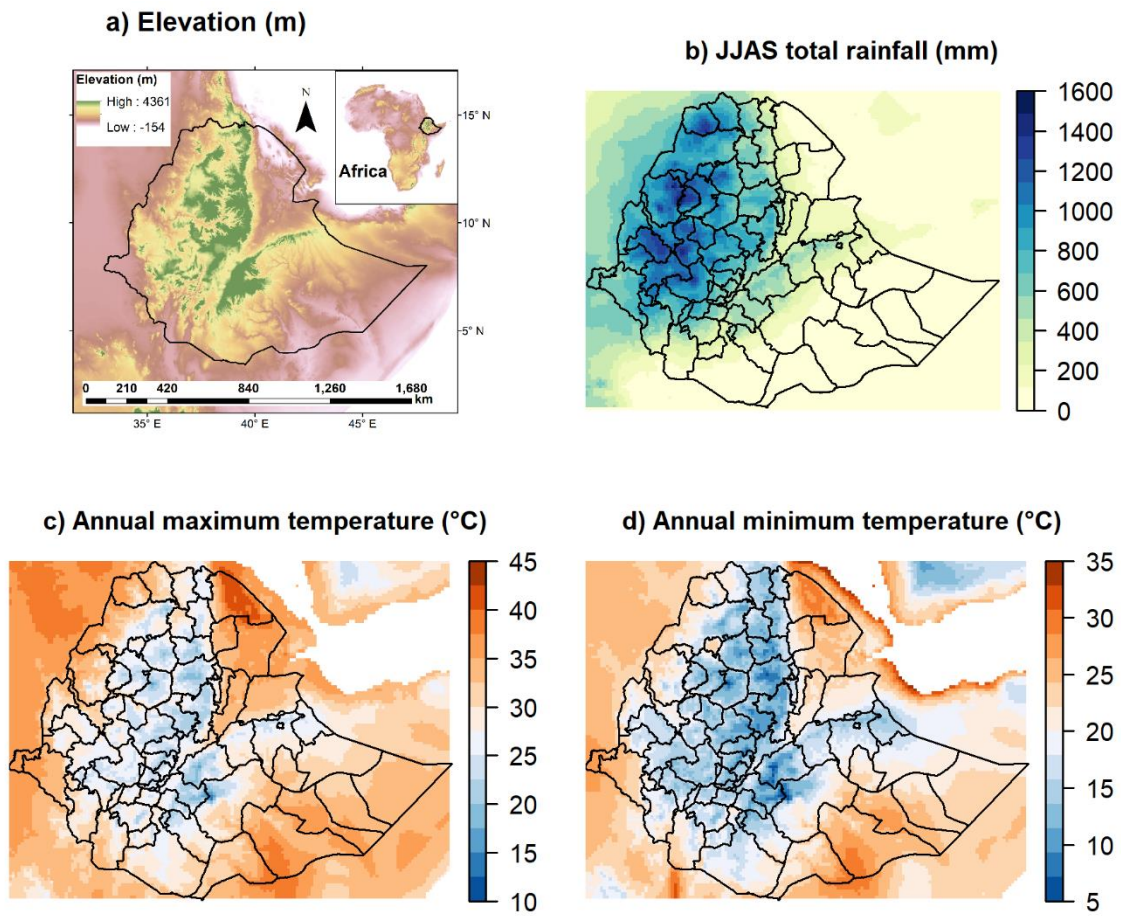 a) Elevation (m)
Elevation (m)
High : 4361
Low : -154
N
Africa
15° N
10° N
5° N
0 210 420 840 1,260 1,680
km
35° E 40° E 45° E
b) JJAS total rainfall (mm)
1600
1400
1200
1000
800
600
400
200
0
c) Annual maximum temperature (°C)
45
40
35
30
25
20
15
10
d) Annual minimum temperature (°C)
35
30
25
20
15
10
5